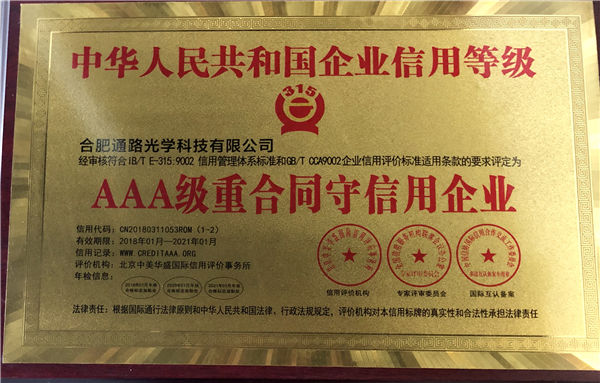 中华人民共和国企业信用等级
315
合肥通路光学科技有限公司
经审核符合IB/T E-315.9002 信用管理体系标准和GB/T CCA9002企业信用评价标准适用条款的要求评定为
AAA级重合同守信用企业
信用代码：CN20180311053ROM（1-2）
有效期限：2018年01月—2021年01月
信用记录：WWW.CREDITAAA.ORG
评价机构：北京中美华盛国际信用评价事务所
年检信息：
信用评价机构
专家评审委员会
国际互认备案
法律责任：根据国际通行法律原则和中华人民共和国法律、行政法规规定，评价机构对本信用标牌的真实性和合法性承担法律责任